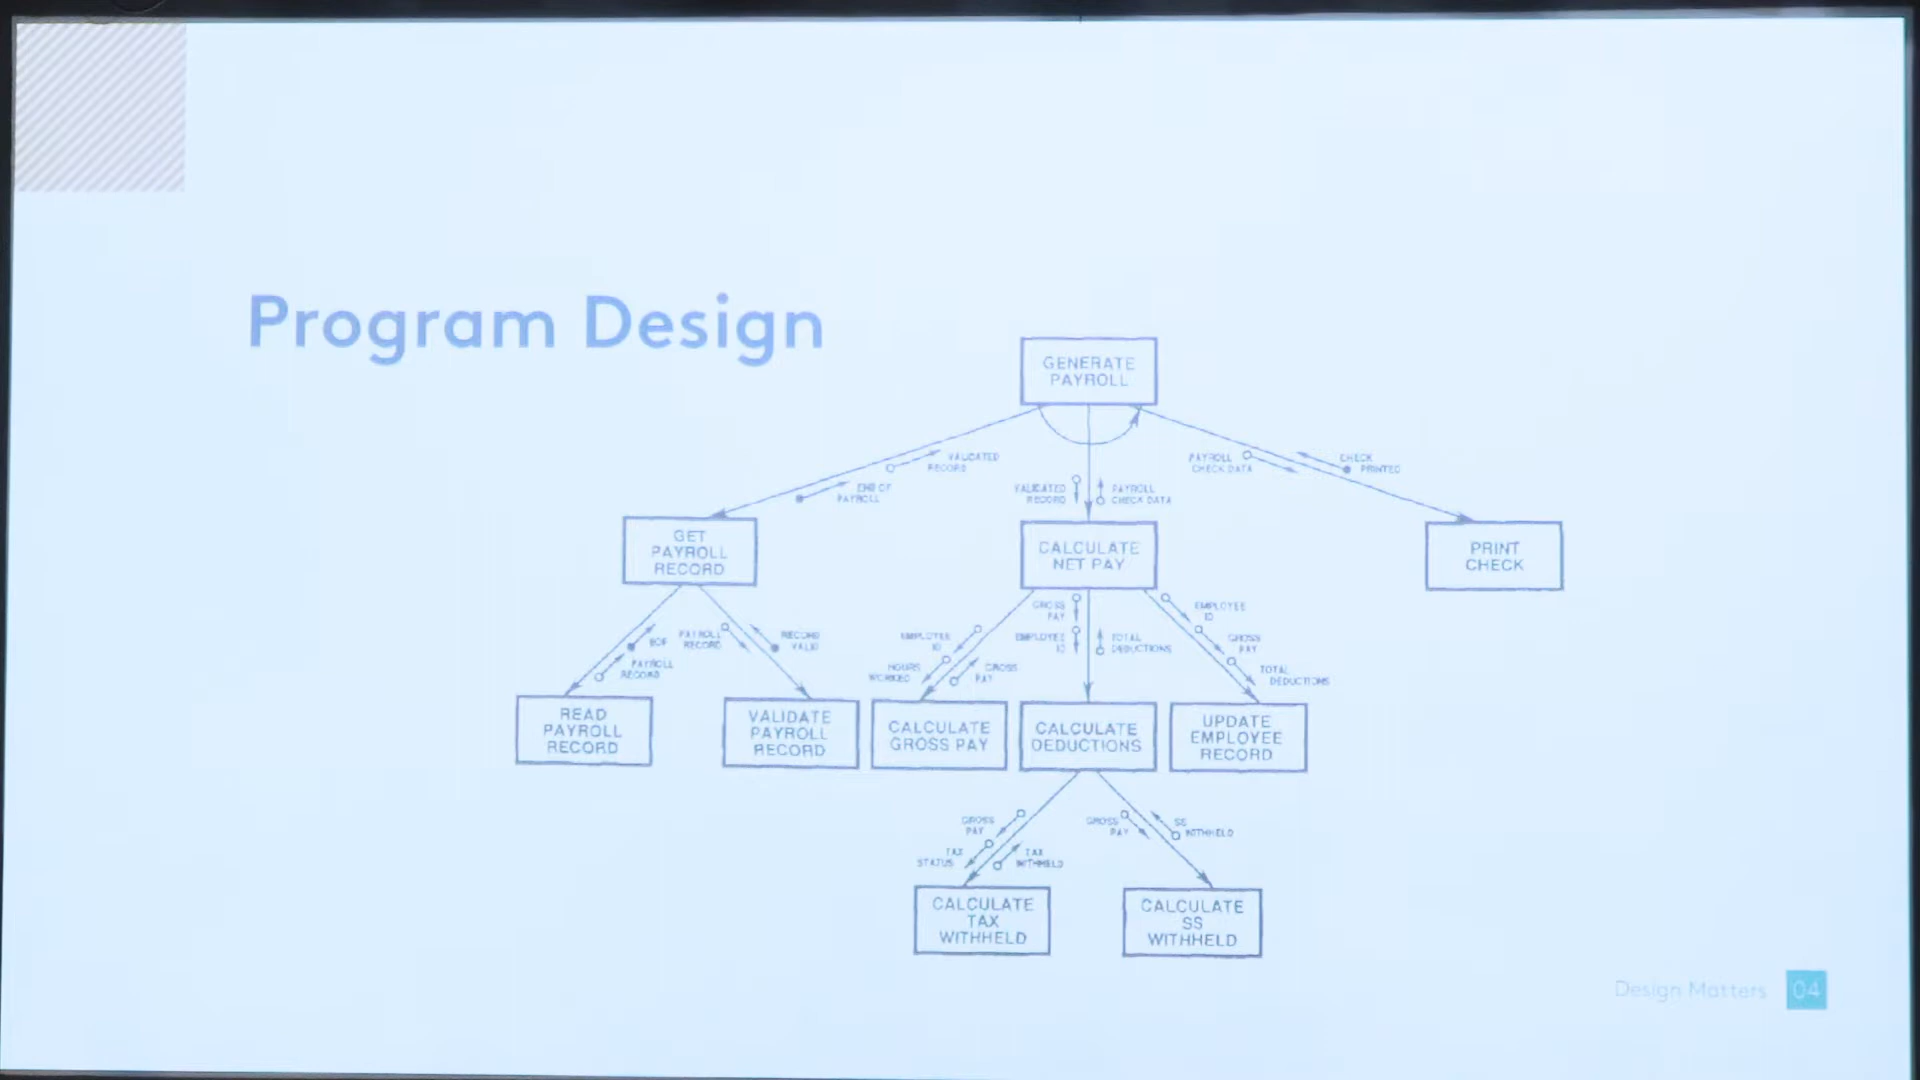 Program Design
GENERATE
PAYROLL
VALIDATED
RECORD
END OF
PAYROLL
VALIDATED
RECORD
PAYROLL
CHECK DATA
PAYROLL
CHECK DATA
CHECK
PRINTED
GET
PAYROLL
RECORD
CALCULATE
NET PAY
PRINT
CHECK
EOF
PAYROLL
RECORD
PAYROLL
RECORD
RECORD
VALID
EMPLOYEE
ID
HOURS
WORKED
GROSS
PAY
GROSS
PAY
EMPLOYEE
ID
TOTAL
DEDUCTIONS
EMPLOYEE
ID
GROSS
PAY
TOTAL
DEDUCTIONS
READ
PAYROLL
RECORD
VALIDATE
PAYROLL
RECORD
CALCULATE
GROSS PAY
CALCULATE
DEDUCTIONS
UPDATE
EMPLOYEE
RECORD
GROSS
PAY
TAX
STATUS
TAX
WITHHELD
GROSS
PAY
SS
WITHHELD
CALCULATE
TAX
WITHHELD
CALCULATE
SS
WITHHELD
Design Matters 04